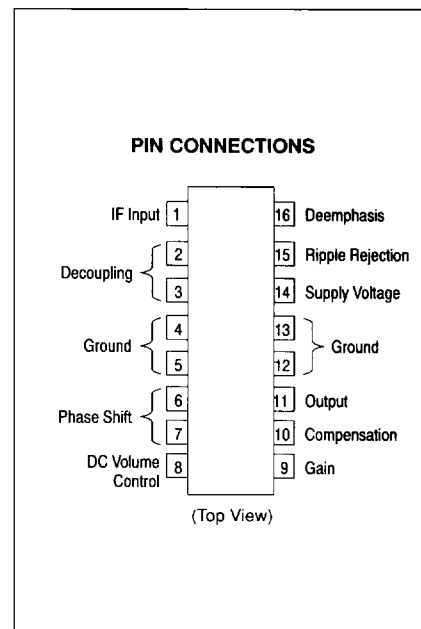 PIN CONNECTIONS
IF Input 1
16 Deemphasis
Decoupling
2
15 Ripple Rejection
3
14 Supply Voltage
Ground
4
13
Ground
5
12
Phase Shift
6
11 Output
7
10 Compensation
DC Volume
Control
8
9 Gain
(Top View)